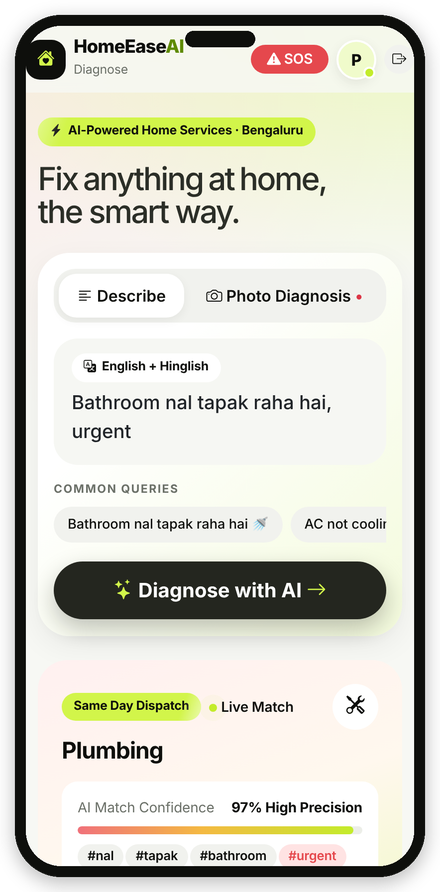 HomeEaseAI
Diagnose
SOS
P
AI-Powered Home Services · Bengaluru
Fix anything at home,
the smart way.
Describe
Photo Diagnosis
English + Hinglish
Bathroom nal tapak raha hai,
urgent
COMMON QUERIES
Bathroom nal tapak raha hai
AC not coolin
Diagnose with AI →
Same Day Dispatch
Live Match
Plumbing
AI Match Confidence
97% High Precision
#nal
#tapak
#bathroom
#urgent